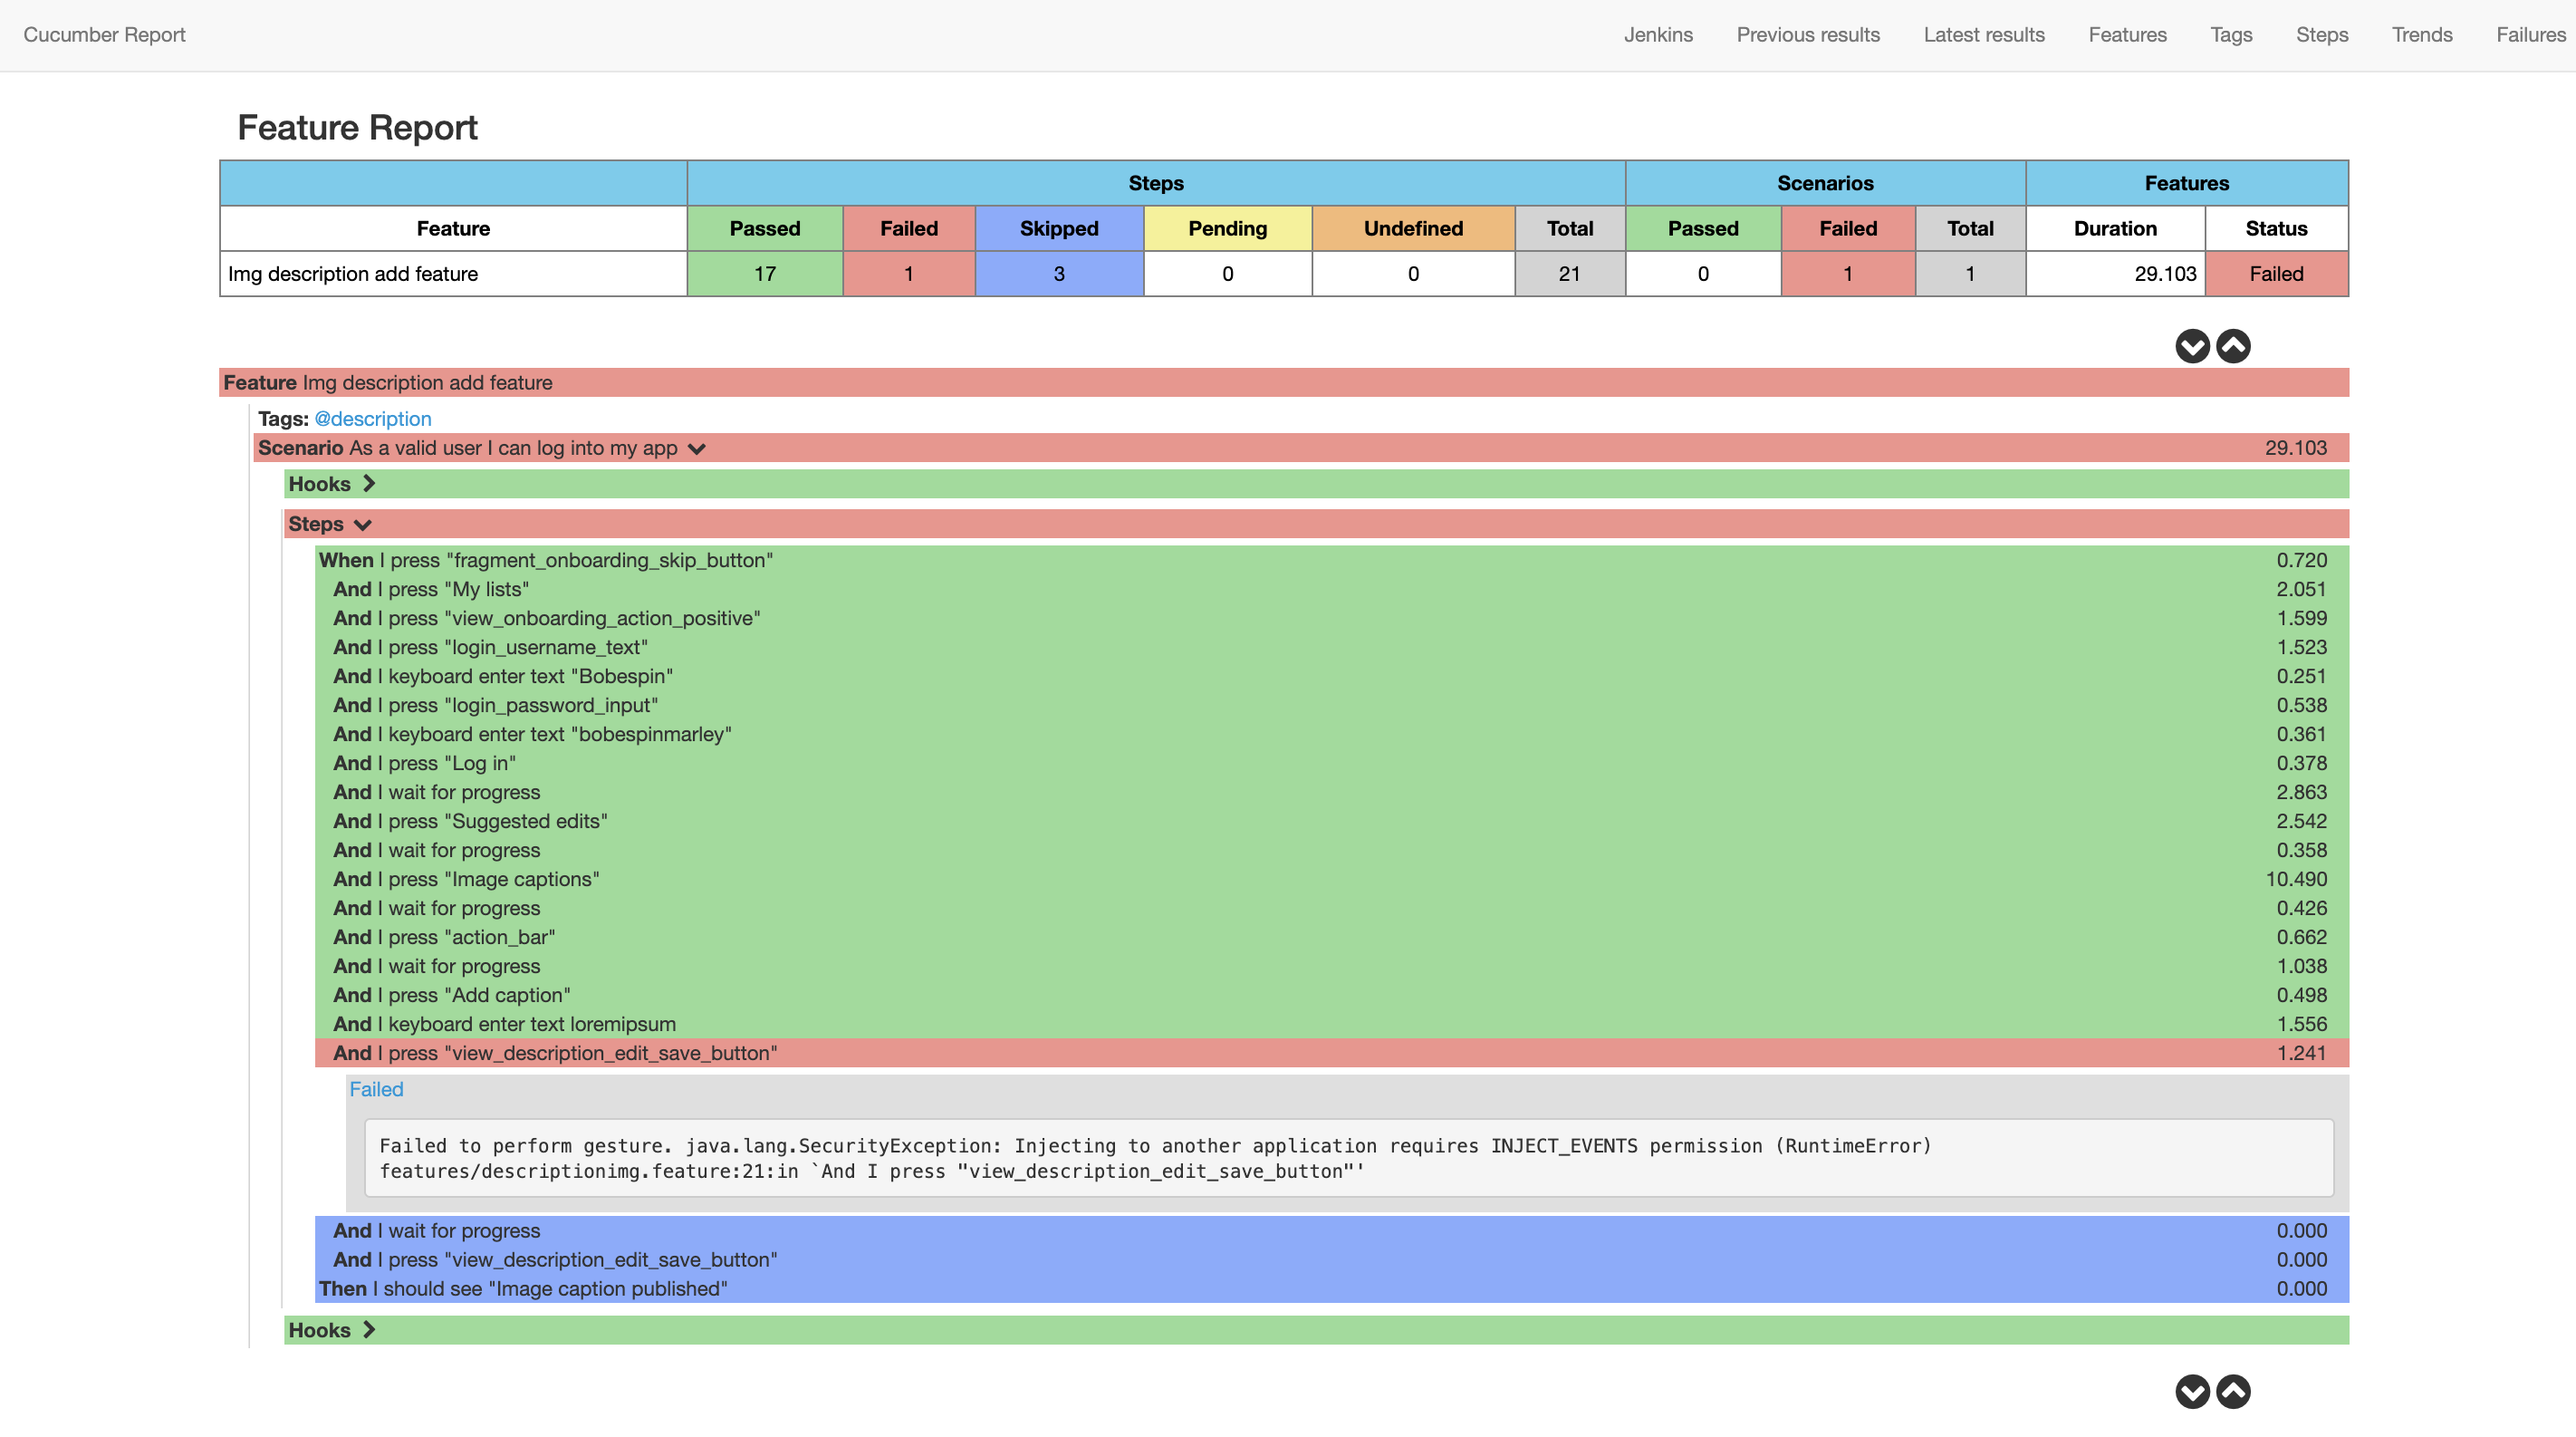 Cucumber Report Jenkins Previous results Latest results Features Tags Steps Trends Failures
Feature Report
Steps Scenarios Features
Feature Passed Failed Skipped Pending Undefined Total Passed Failed Total Duration Status
Img description add feature 17 1 3 0 0 21 0 1 1 29.103 Failed
Feature Img description add feature
Tags: @description
Scenario As a valid user I can log into my app 29.103
Hooks
Steps
When I press "fragment_onboarding_skip_button" 0.720
And I press "My lists" 2.051
And I press "view_onboarding_action_positive" 1.599
And I press "login_username_text" 1.523
And I keyboard enter text "Bobespin" 0.251
And I press "login_password_input" 0.538
And I keyboard enter text "bobespinmarley" 0.361
And I press "Log in" 0.378
And I wait for progress 2.863
And I press "Suggested edits" 2.542
And I wait for progress 0.358
And I press "Image captions" 10.490
And I wait for progress 0.426
And I press "action_bar" 0.662
And I wait for progress 1.038
And I press "Add caption" 0.498
And I keyboard enter text loremipsum 1.556
And I press "view_description_edit_save_button" 1.241
Failed
Failed to perform gesture. java.lang.SecurityException: Injecting to another application requires INJECT_EVENTS permission (RuntimeError)
features/descriptionimg.feature:21:in `And I press "view_description_edit_save_button"'
And I wait for progress 0.000
And I press "view_description_edit_save_button" 0.000
Then I should see "Image caption published" 0.000
Hooks